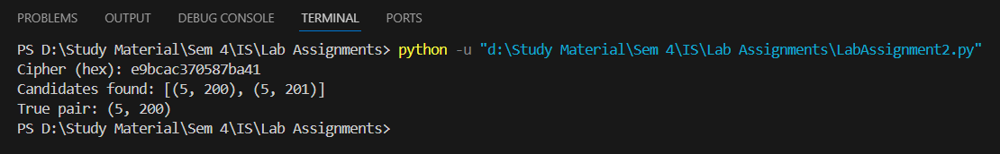 PROBLEMS OUTPUT DEBUG CONSOLE TERMINAL PORTS
PS D:\Study Material\Sem 4\IS\Lab Assignments> python -u "d:\Study Material\Sem 4\IS\Lab Assignments\LabAssignment2.py"
Cipher (hex): e9bcac370587ba41
Candidates found: [(5, 200), (5, 201)]
True pair: (5, 200)
PS D:\Study Material\Sem 4\IS\Lab Assignments>